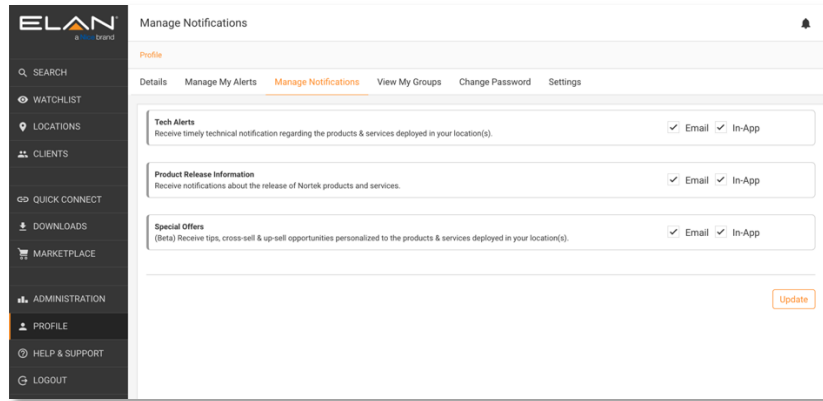 ELAN
a brand
SEARCH
WATCHLIST
LOCATIONS
CLIENTS
QUICK CONNECT
DOWNLOADS
MARKETPLACE
ADMINISTRATION
PROFILE
HELP & SUPPORT
LOGOUT
Manage Notifications
Profile
Details Manage My Alerts Manage Notifications View My Groups Change Password Settings
Tech Alerts
Receive timely technical notification regarding the products & services deployed in your location(s).
Email In-App
Product Release Information
Receive notifications about the release of Nortek products and services.
Email In-App
Special Offers
(Beta) Receive tips, cross-sell & up-sell opportunities personalized to the products & services deployed in your location(s).
Email In-App
Update